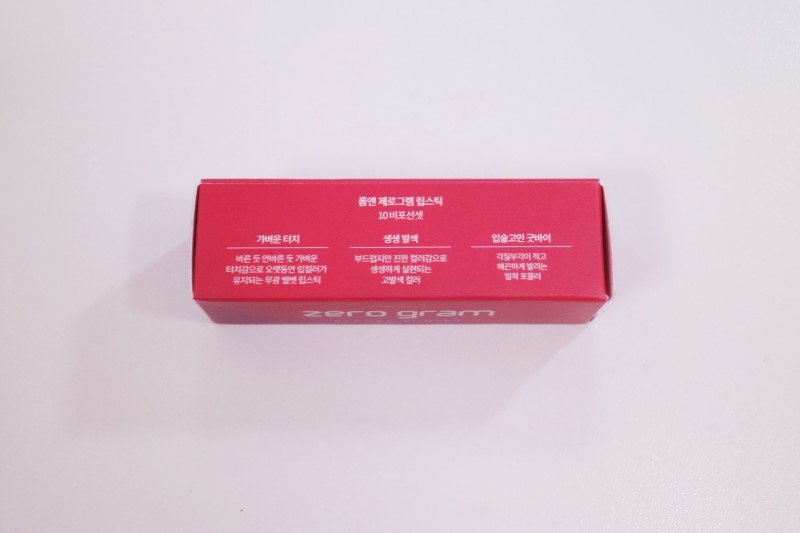 롬앤 제로그램 립스틱
10 비포선셋
가벼운 터치
바른 듯 안바른 듯 가벼운
터치감으로 오랫동안 립컬러가
유지되는 무광 벨벳 립스틱
생생 발색
부드럽지만 진한 컬러감으로
생생하게 실현되는
고발색 컬러
입술고민 굿바이
각질부각이 적고
매끈하게 발리는
밀착 포뮬러
zero gram